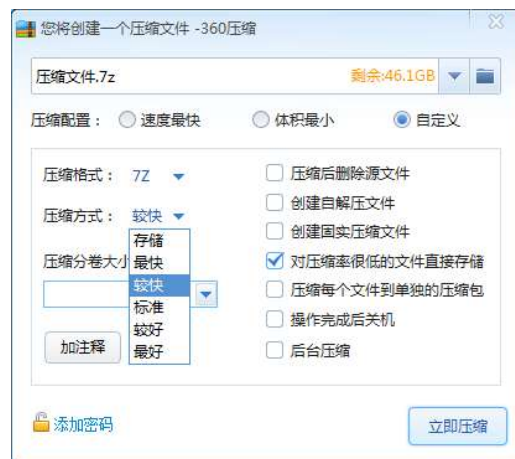 您将创建一个压缩文件 -360压缩
压缩文件.7z 剩余:46.1GB
压缩配置： 速度最快 体积最小 自定义
压缩格式： 7Z
压缩方式： 较快
存储
最快
较快
标准
较好
最好
压缩分卷大小
加注释
压缩后删除源文件
创建自解压文件
创建固实压缩文件
对压缩率很低的文件直接存储
压缩每个文件到单独的压缩包
操作完成后关机
后台压缩
添加密码
立即压缩